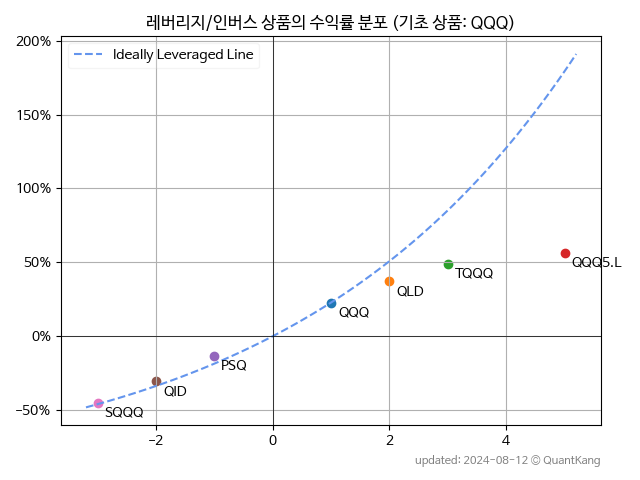 레버리지/인버스 상품의 수익률 분포 (기초 상품: QQQ)
200%
150%
100%
50%
0%
−50%
Ideally Leveraged Line
QQQ5.L
TQQQ
QLD
QQQ
PSQ
QID
SQQQ
−2
0
2
4
updated: 2024-08-12 © QuantKang